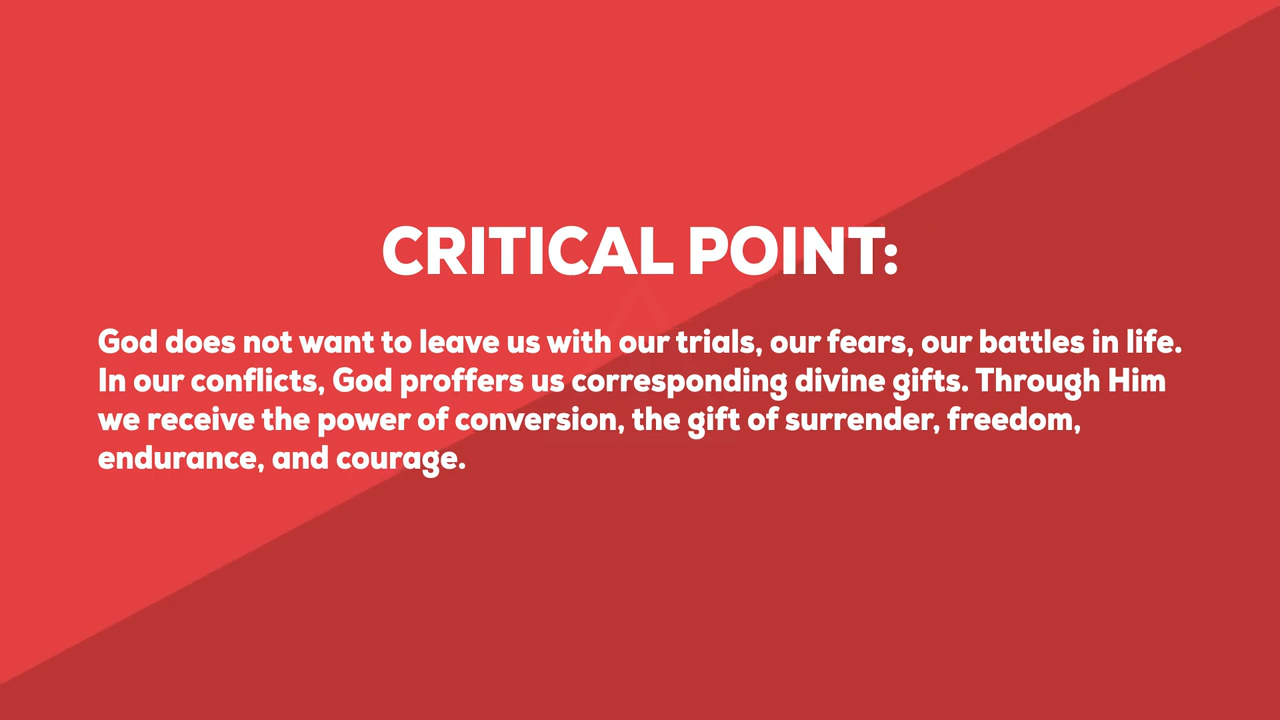 CRITICAL POINT:
God does not want to leave us with our trials, our fears, our battles in life.
In our conflicts, God proffers us corresponding divine gifts. Through Him
we receive the power of conversion, the gift of surrender, freedom,
endurance, and courage.